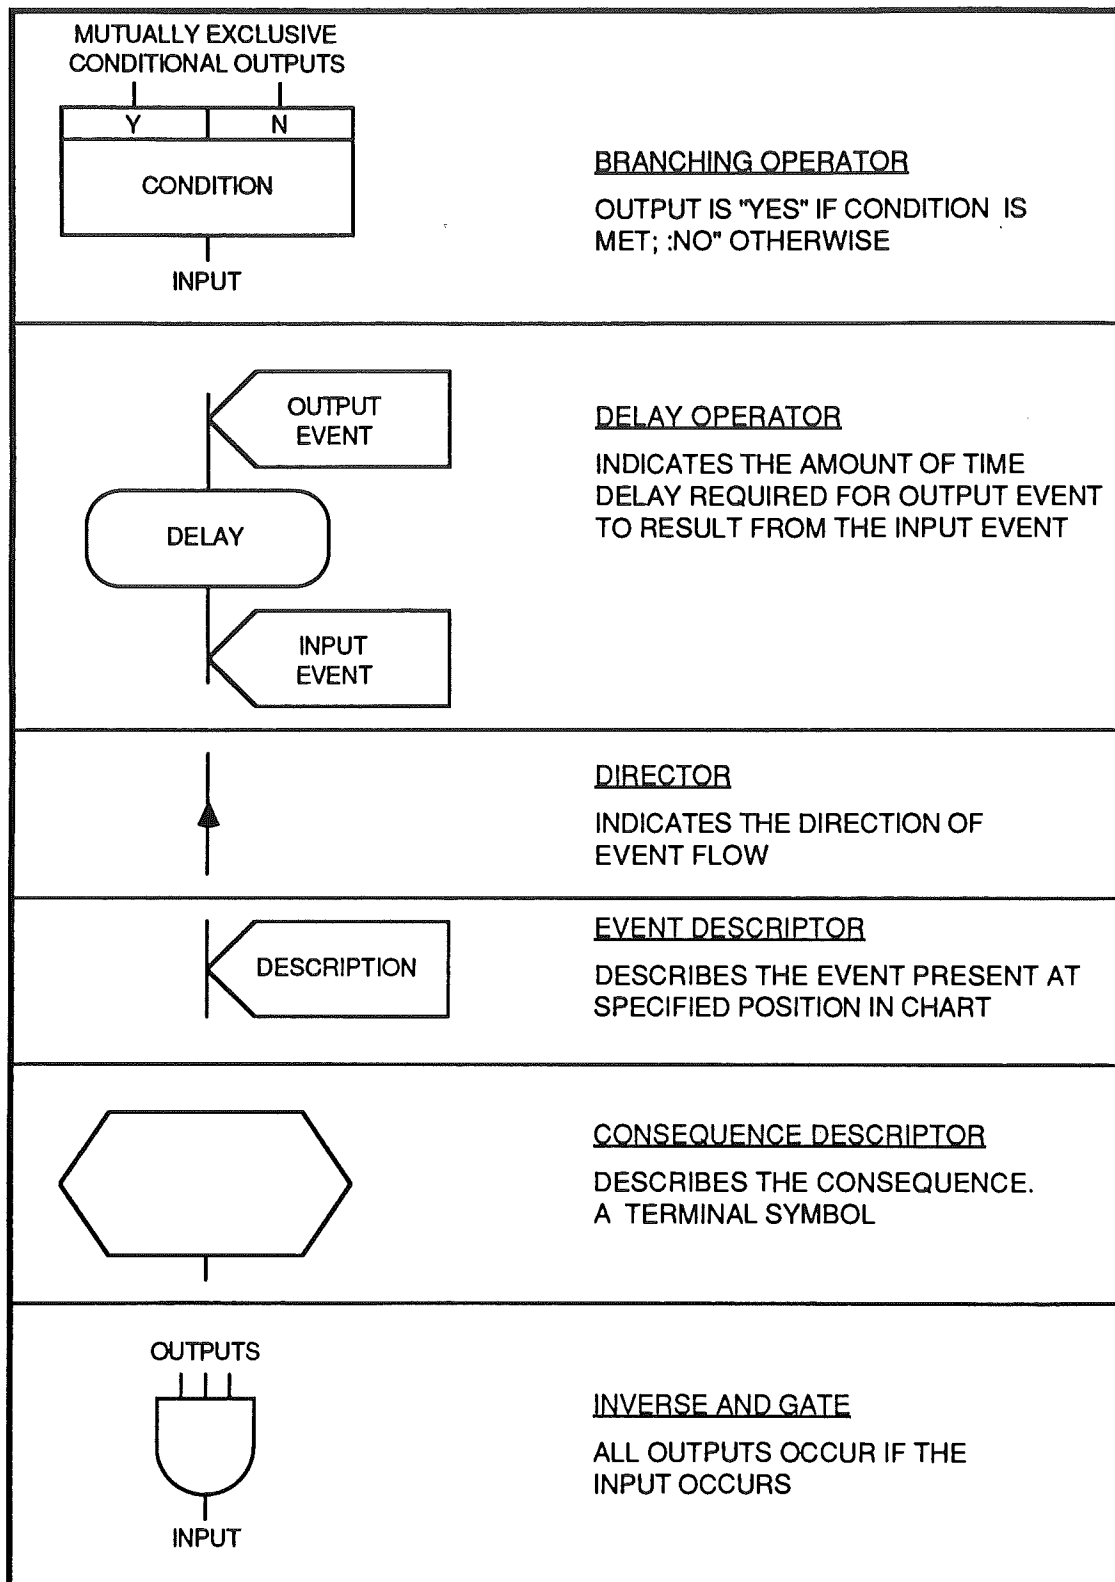 MUTUALLY EXCLUSIVE
CONDITIONAL OUTPUTS
Y N
CONDITION
INPUT
BRANCHING OPERATOR
OUTPUT IS "YES" IF CONDITION IS
MET; :NO" OTHERWISE
OUTPUT
EVENT
DELAY
INPUT
EVENT
DELAY OPERATOR
INDICATES THE AMOUNT OF TIME
DELAY REQUIRED FOR OUTPUT EVENT
TO RESULT FROM THE INPUT EVENT
DIRECTOR
INDICATES THE DIRECTION OF
EVENT FLOW
DESCRIPTION
EVENT DESCRIPTOR
DESCRIBES THE EVENT PRESENT AT
SPECIFIED POSITION IN CHART
CONSEQUENCE DESCRIPTOR
DESCRIBES THE CONSEQUENCE.
A TERMINAL SYMBOL
OUTPUTS
INPUT
INVERSE AND GATE
ALL OUTPUTS OCCUR IF THE
INPUT OCCURS